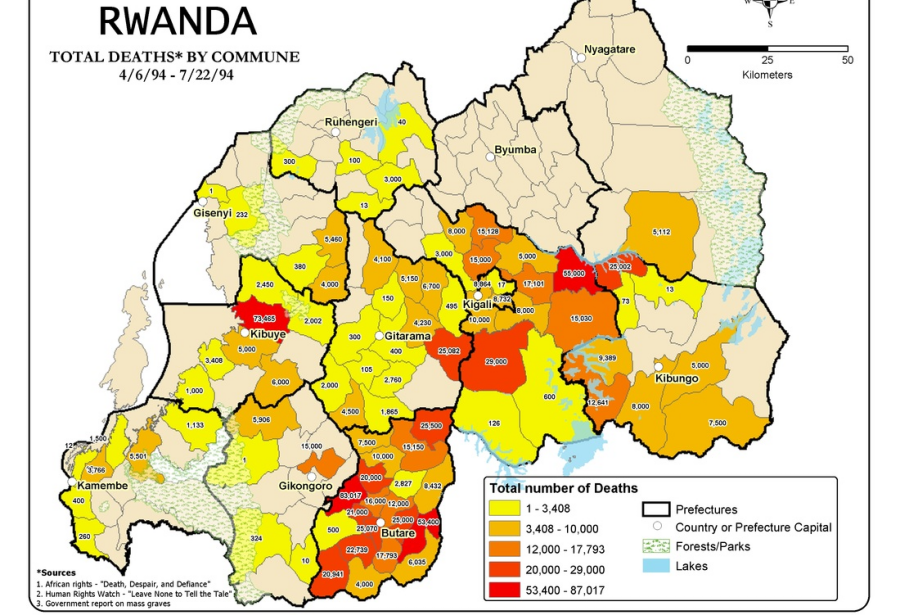 RWANDA
TOTAL DEATHS* BY COMMUNE
4/6/94 - 7/22/94
E
S
0 25 50
Kilometers
Nyagatare
Ruhengeri
40
Byumba
300
100
3,000
1
13
Gisenyi
232
5,112
5,460
8,000
15,128
4,100
3,000
15,000
5,000
380
55,000
25,002
5,150
2,450
4,000
6,700
8,864
17
17,101
13
150
495
8,732
73
Kigali
73,465
2,002
4,230
10,000
8,000
15,030
Kibuye
300
Gitarama
5,000
400
25,082
29,000
9,389
3,408
105
5,000
6,000
2,760
Kibungo
1,000
2,000
600
12,641
8,000
4,500
1,865
126
7,500
1,133
5,906
25,500
1,500
7,500
15,150
12
15,000
10,000
5,501
1
3,766
20,000
2,827
8,432
Kamembe
Gikongoro
83,017
16,000
12,000
400
21,000
25,000
53,400
500
25,070
Butare
260
324
22,739
17,793
10
6,035
20,941
4,000
Total number of Deaths
1 - 3,408
3,408 - 10,000
12,000 - 17,793
20,000 - 29,000
53,400 - 87,017
Prefectures
Country or Prefecture Capital
Forests/Parks
Lakes
*Sources
1. African rights - "Death, Despair, and Defiance"
2. Human Rights Watch - "Leave None to Tell the Tale"
3. Government report on mass graves